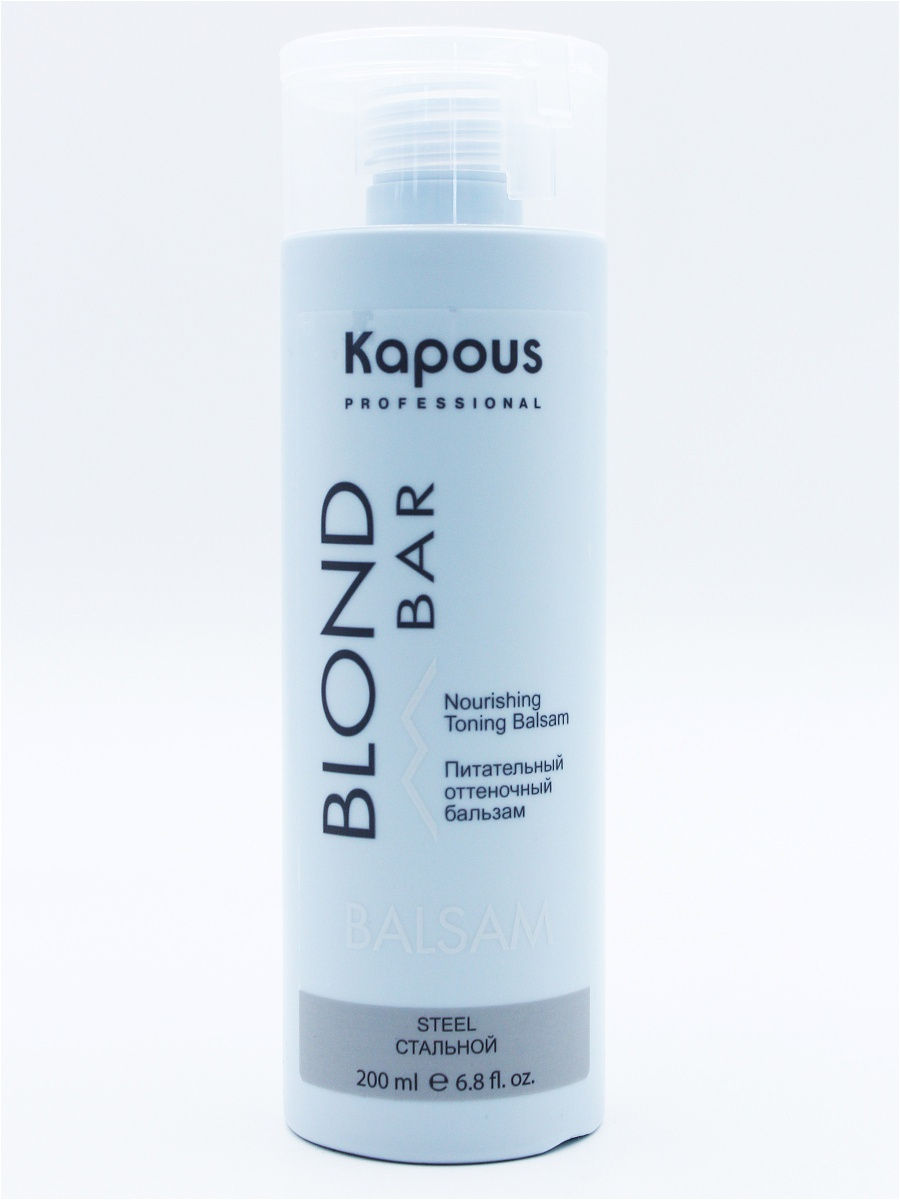 Kapous
PROFESSIONAL
BLOND
BAR
Nourishing
Toning Balsam
Питательный
оттеночный
бальзам
BALSAM
STEEL
СТАЛЬНОЙ
200 ml ℮ 6.8 fl. oz.